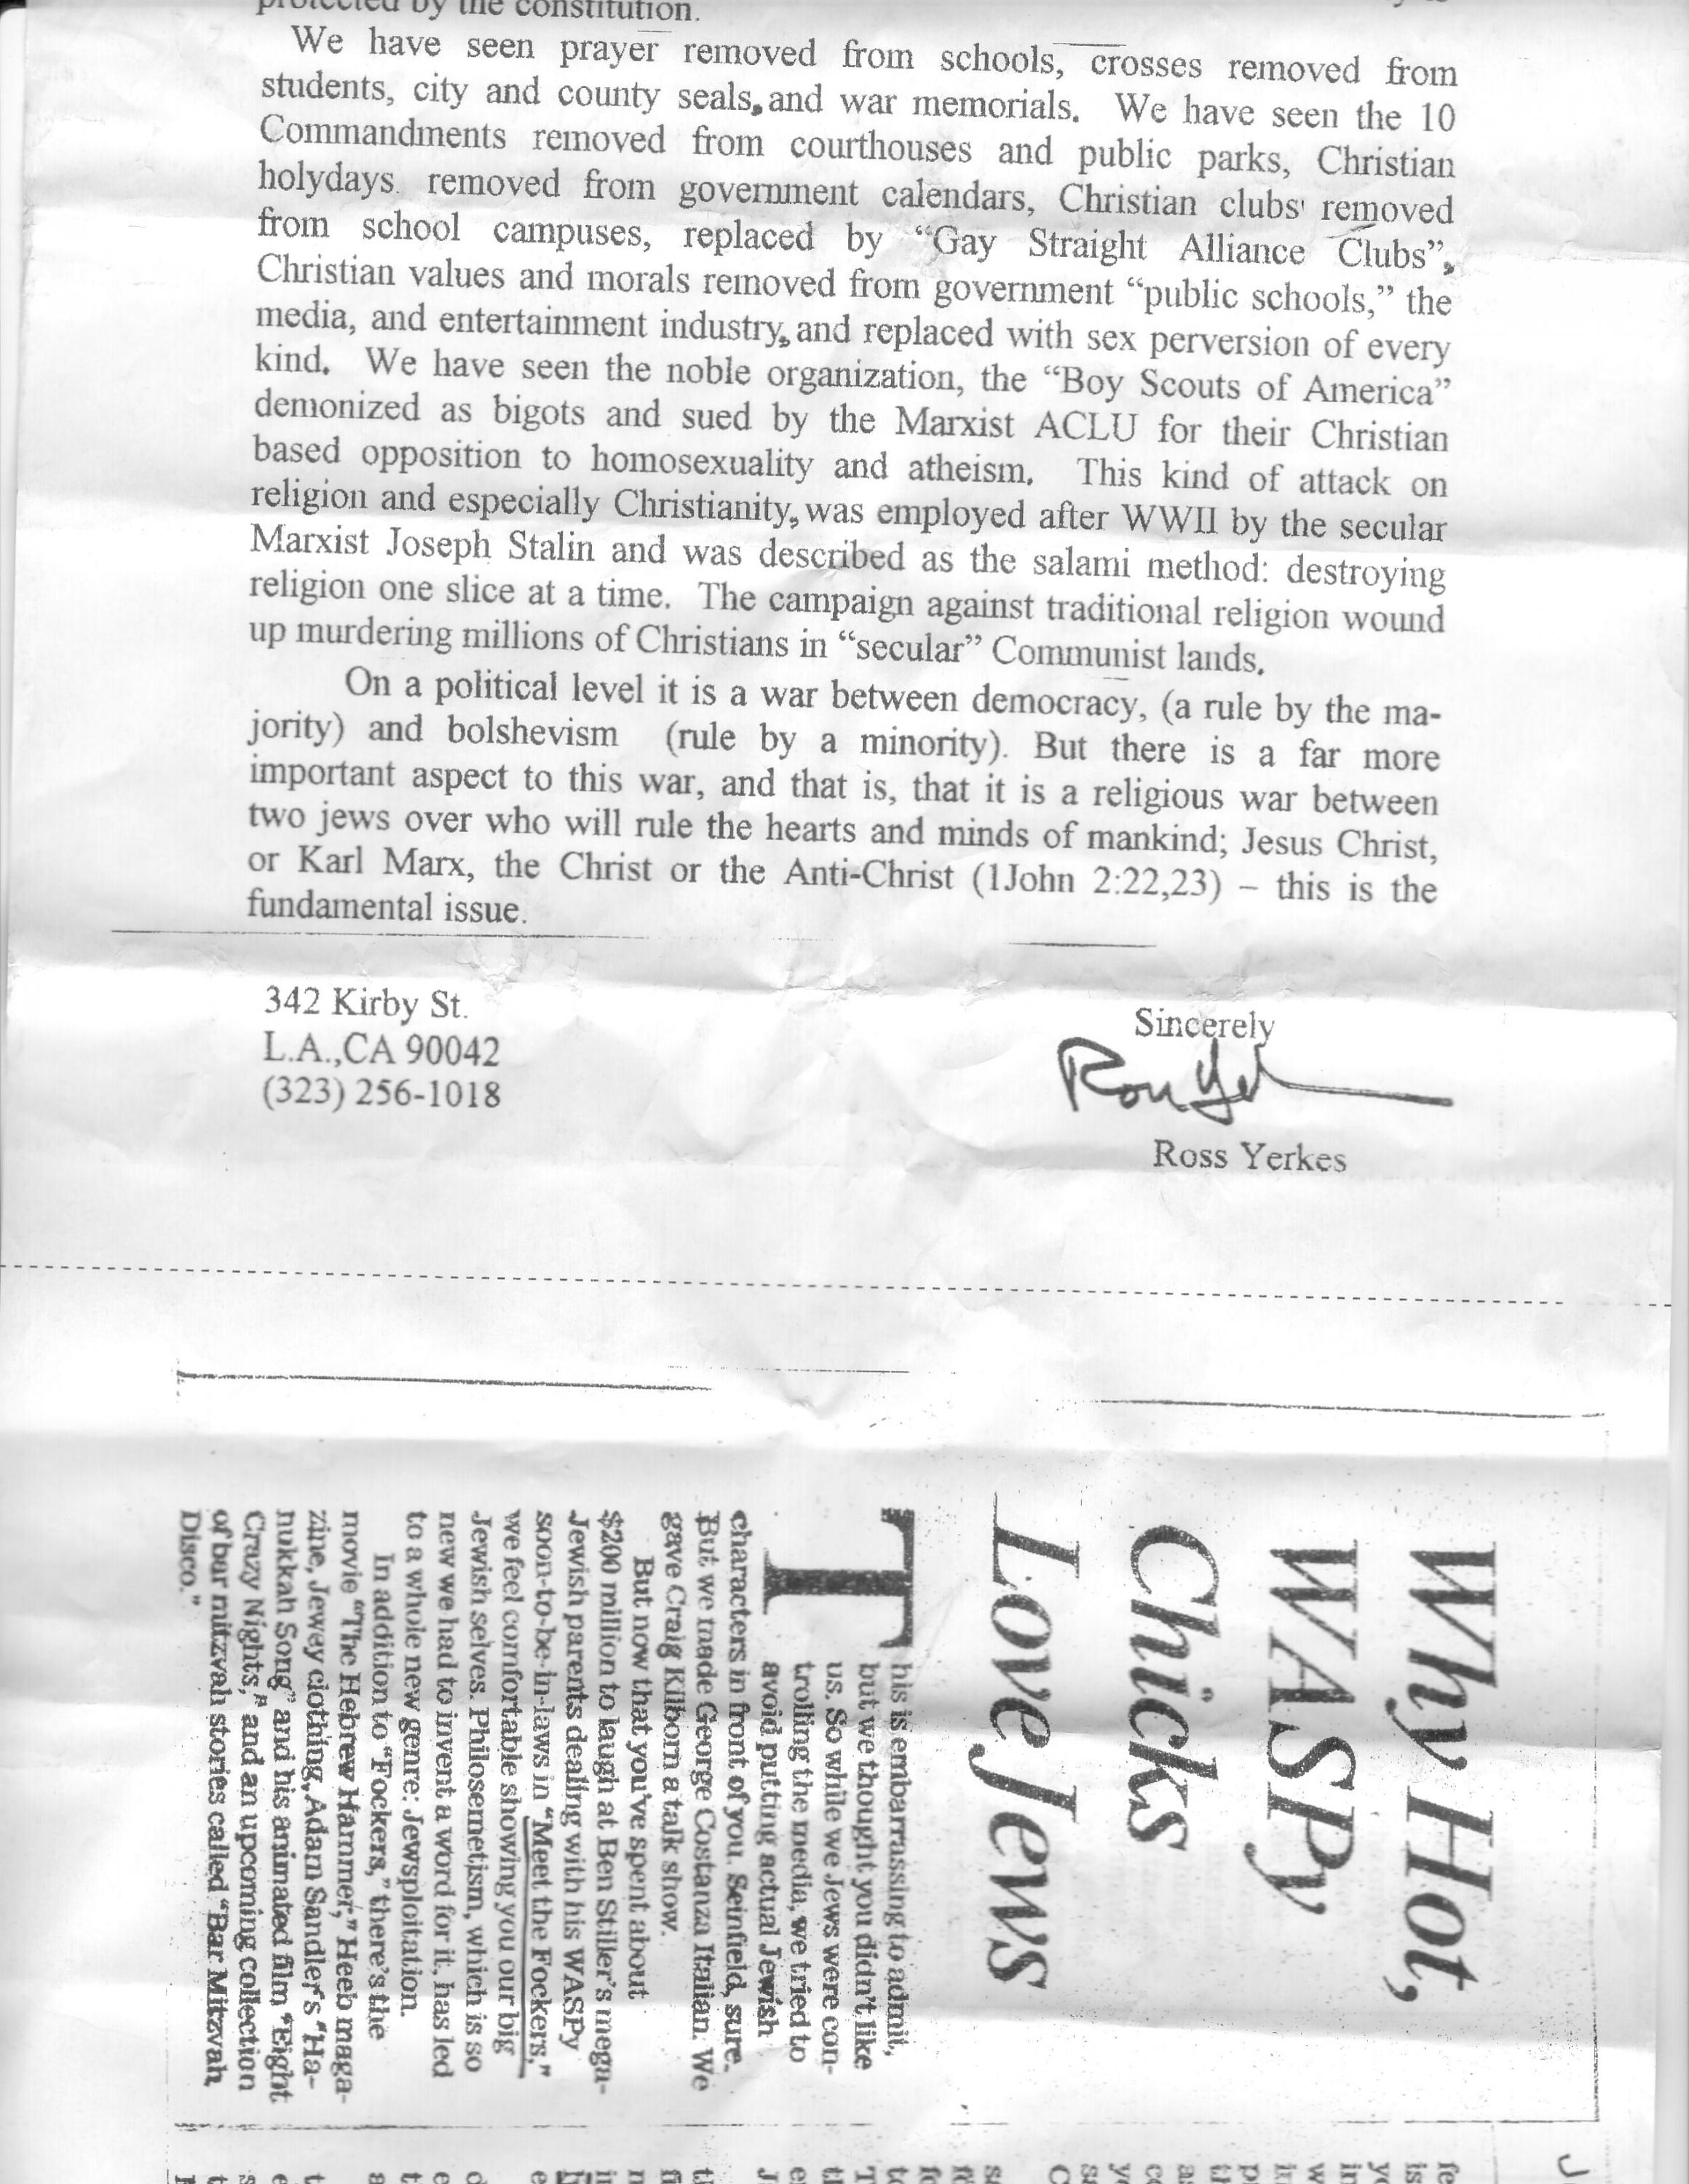 protected by the constitution.
We have seen prayer removed from schools, crosses removed from
students, city and county seals, and war memorials. We have seen the 10
Commandments removed from courthouses and public parks, Christian
holydays removed from government calendars, Christian clubs' removed
from school campuses, replaced by “Gay Straight Alliance Clubs”,
Christian values and morals removed from government “public schools,” the
media, and entertainment industry, and replaced with sex perversion of every
kind. We have seen the noble organization, the “Boy Scouts of America”
demonized as bigots and sued by the Marxist ACLU for their Christian
based opposition to homosexuality and atheism. This kind of attack on
religion and especially Christianity, was employed after WWII by the secular
Marxist Joseph Stalin and was described as the salami method: destroying
religion one slice at a time. The campaign against traditional religion wound
up murdering millions of Christians in “secular” Communist lands.
On a political level it is a war between democracy, (a rule by the ma-
jority) and bolshevism (rule by a minority). But there is a far more
important aspect to this war, and that is, that it is a religious war between
two jews over who will rule the hearts and minds of mankind; Jesus Christ,
or Karl Marx, the Christ or the Anti-Christ (1John 2:22,23) – this is the
fundamental issue.
342 Kirby St.
L.A.,CA 90042
(323) 256-1018
Sincerely
Ross Yerkes
Why Hot,
WASPy
Chicks
Love Jews
This is embarrassing to admit,
but we thought you didn't like
us. So while we Jews were con-
trolling the media, we tried to
avoid putting actual Jewish
characters in front of you. Seinfield, sure.
But we made George Costanza Italian. We
gave Craig Kilborn a talk show.
But now that you've spent about
$200 million to laugh at Ben Stiller's mega-
Jewish parents dealing with his WASPy
soon-to-be-in-laws in “Meet the Fockers,”
we feel comfortable showing you our big
Jewish selves. Philosemetism, which is so
new we had to invent a word for it, has led
to a whole new genre: Jewsploitation.
In addition to “Fockers,” there's the
movie “The Hebrew Hammer,” Heeb maga-
zine, Jewey clothing, Adam Sandler's “Ha-
nukkah Song” and his animated film “Eight
Crazy Nights,” and an upcoming collection
of bar mitzvah stories called “Bar Mitzvah
Disco.”